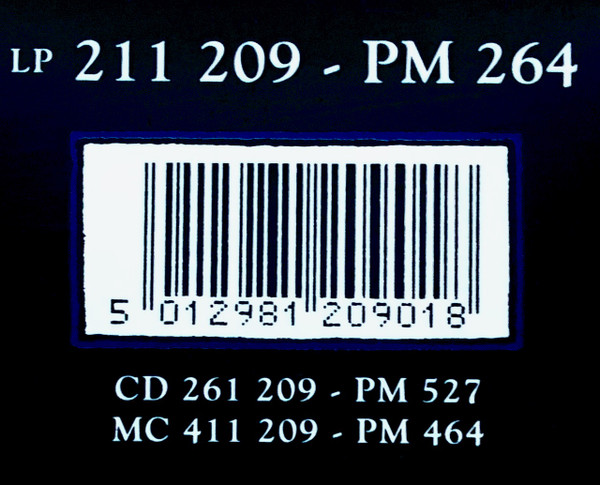 LP 211 209 - PM 264
5 012981 209018
CD 261 209 - PM 527
MC 411 209 - PM 464